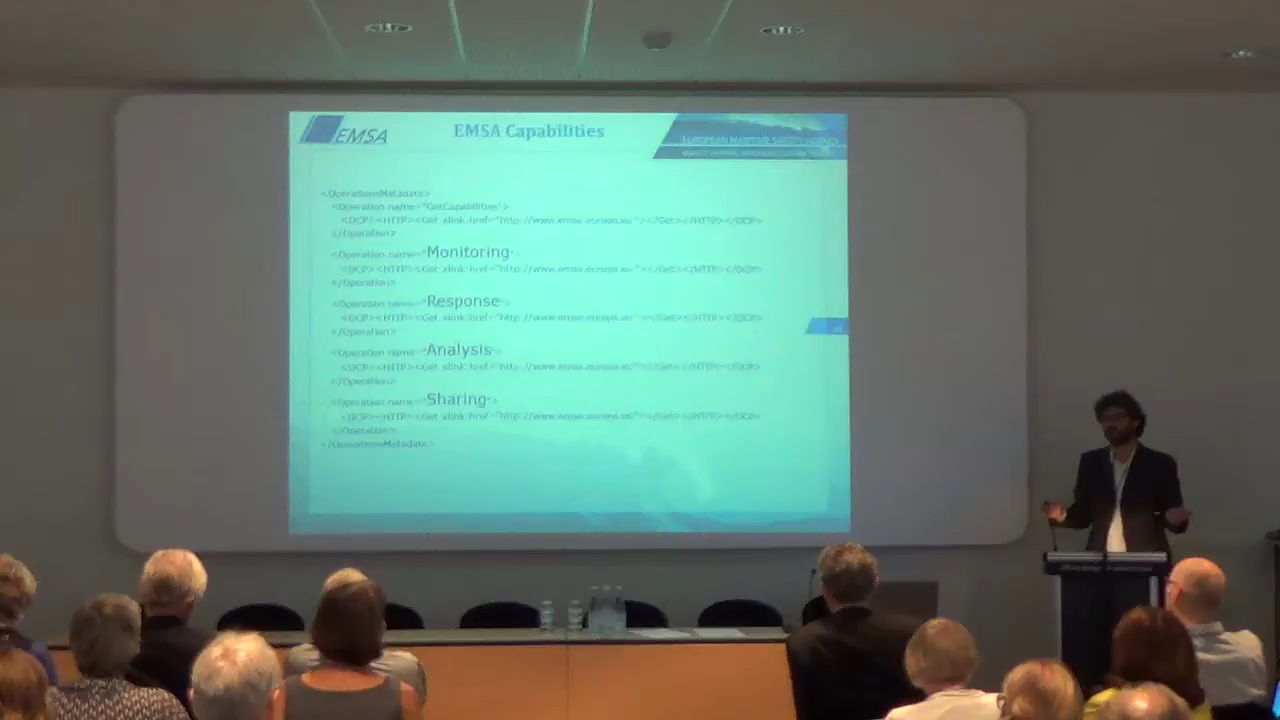 EMSA
EMSA Capabilities
EUROPEAN MARITIME SAFETY AGENCY
<OperationsMetadata>
<Operation name="GetCapabilities">
<DCP><HTTP><Get xlink:href="http://www.emsa.europa.eu"></Get></HTTP></DCP>
</Operation>
<Operation name="Monitoring">
<DCP><HTTP><Get xlink:href="http://www.emsa.europa.eu"></Get></HTTP></DCP>
</Operation>
<Operation name="Response">
<DCP><HTTP><Get xlink:href="http://www.emsa.europa.eu"></Get></HTTP></DCP>
</Operation>
<Operation name="Analysis">
<DCP><HTTP><Get xlink:href="http://www.emsa.europa.eu"></Get></HTTP></DCP>
</Operation>
<Operation name="Sharing">
<DCP><HTTP><Get xlink:href="http://www.emsa.europa.eu"></Get></HTTP></DCP>
</Operation>
</OperationsMetadata>